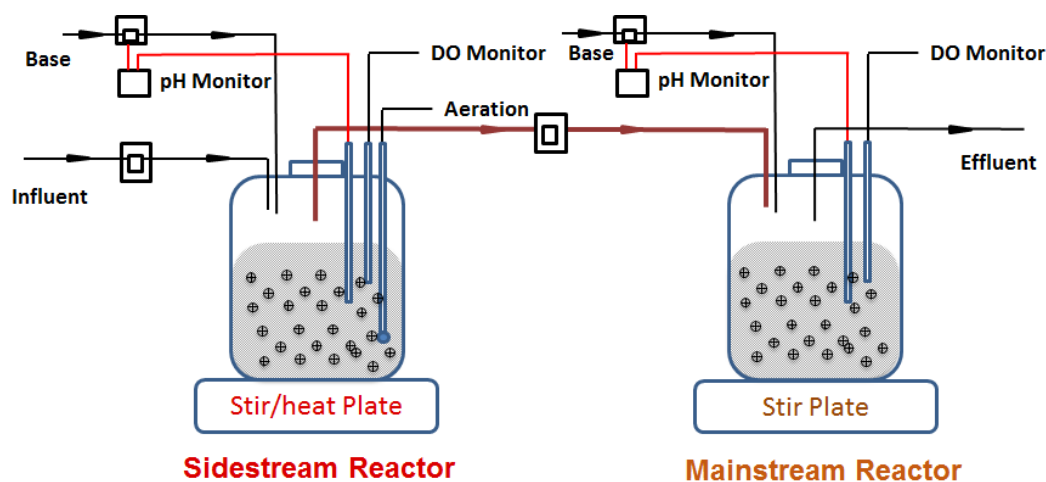 Base
pH Monitor
DO Monitor
Aeration
Influent
Base
pH Monitor
DO Monitor
Effluent
Stir/heat Plate
Stir Plate
Sidestream Reactor
Mainstream Reactor